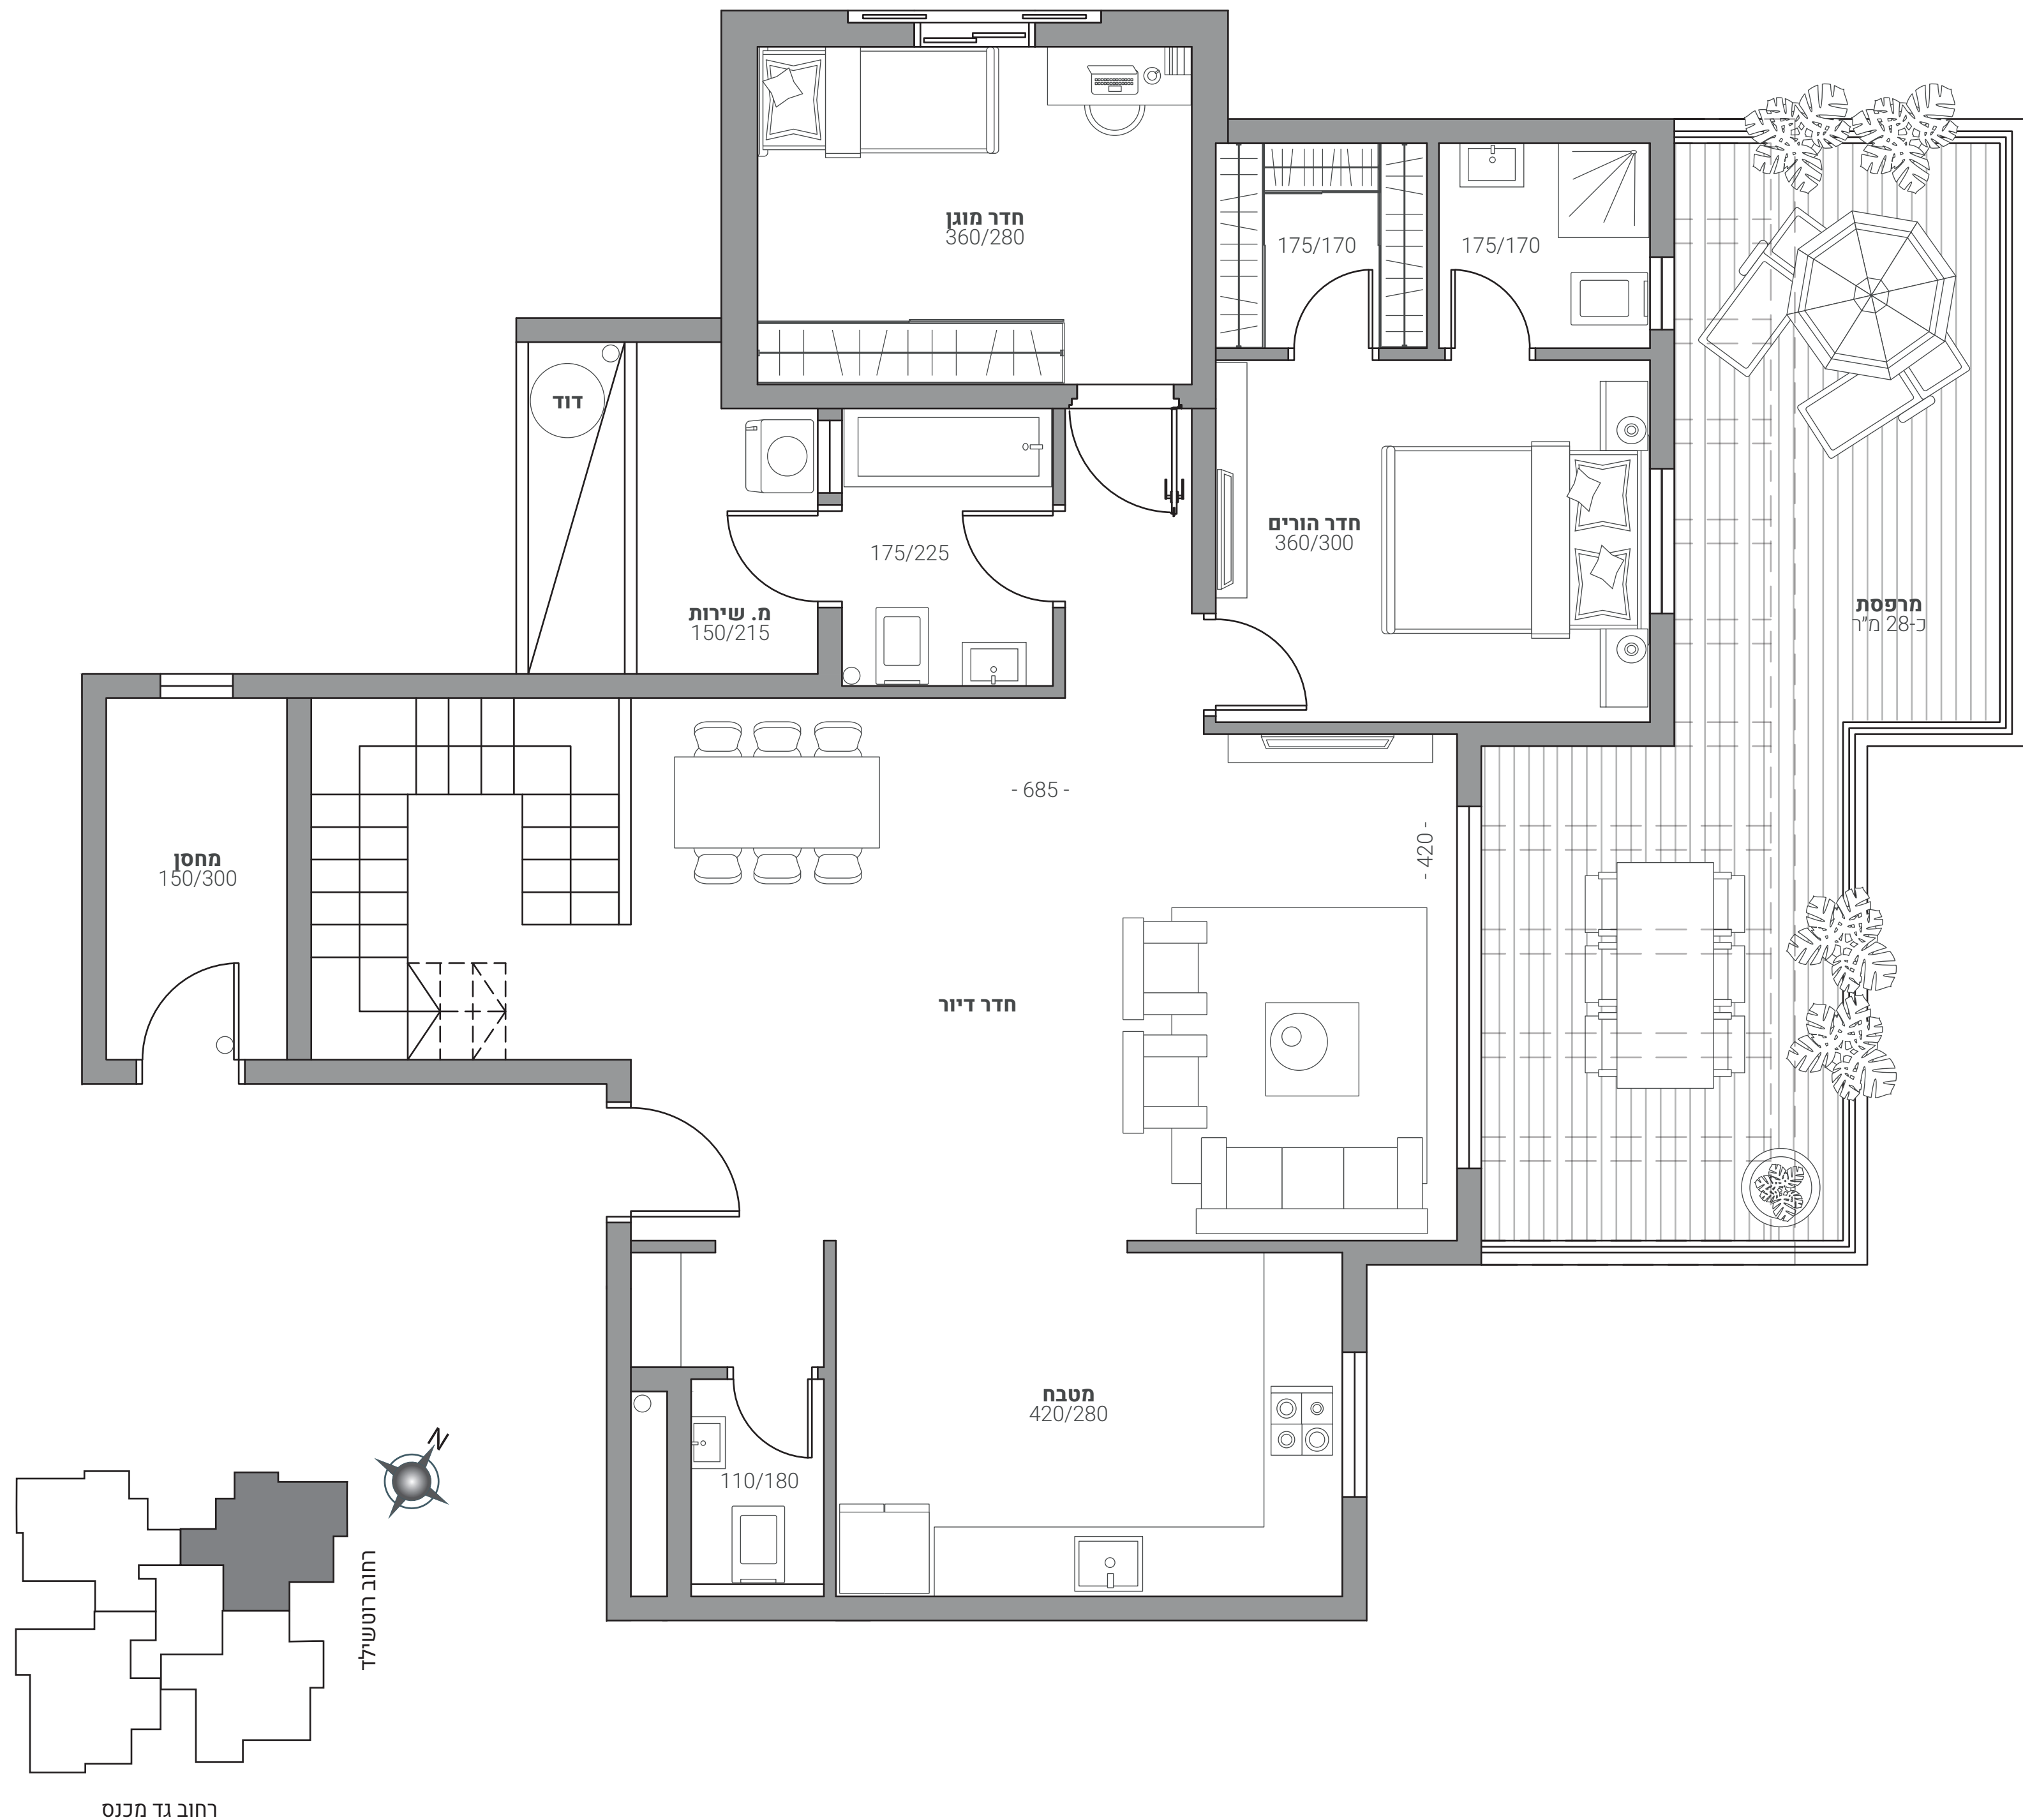 חדר מוגן
360/280
175/170
175/170
דוד
חדר הורים
360/300
175/225
מ. שירות
150/215
מרפסת
כ-28 מ"ר
- 685 -
- 420 -
מחסן
150/300
חדר דיור
מטבח
420/280
110/180
N
רחוב רוטשילד
רחוב גד מכנס